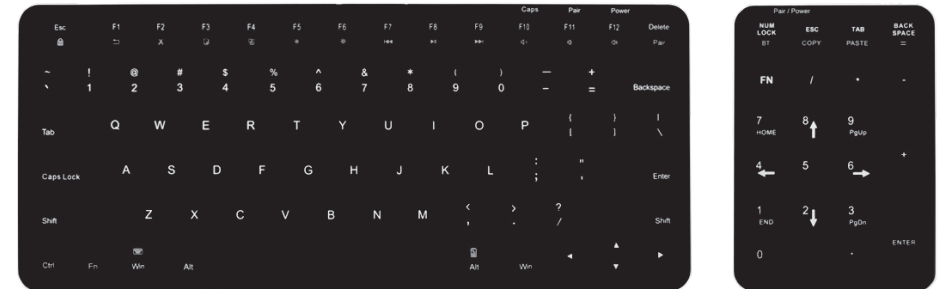 Caps Pair Power
Esc F1 F2 F3 F4 F5 F6 F7 F8 F9 F10 F11 F12 Delete
Pair
~ ! @ # $ % ^ & * ( ) — +
` 1 2 3 4 5 6 7 8 9 0 - = Backspace
Tab Q W E R T Y U I O P { [ } ] | \
Caps Lock A S D F G H J K L : ; " ' Enter
Shift Z X C V B N M < , > . ? / Shift
Ctrl Fn Win Alt Alt Win
Pair / Power
NUM LOCK ESC TAB BACK SPACE
BT COPY PASTE =
FN / * -
7 8 9
HOME PgUp
4 5 6 +
1 2 3
END PgDn
ENTER
0 .